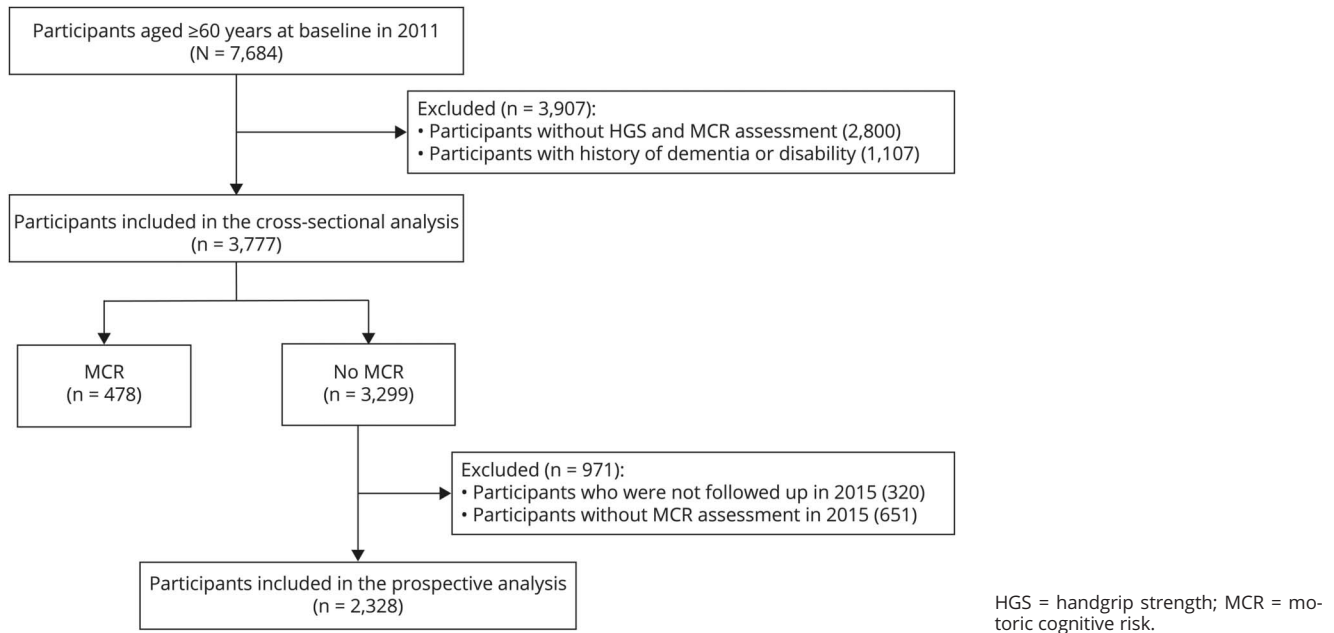 Participants aged ≥60 years at baseline in 2011
(N = 7,684)
Excluded (n = 3,907):
• Participants without HGS and MCR assessment (2,800)
• Participants with history of dementia or disability (1,107)
Participants included in the cross-sectional analysis
(n = 3,777)
MCR
(n = 478)
No MCR
(n = 3,299)
Excluded (n = 971):
• Participants who were not followed up in 2015 (320)
• Participants without MCR assessment in 2015 (651)
Participants included in the prospective analysis
(n = 2,328)
HGS = handgrip strength; MCR = mo-
toric cognitive risk.